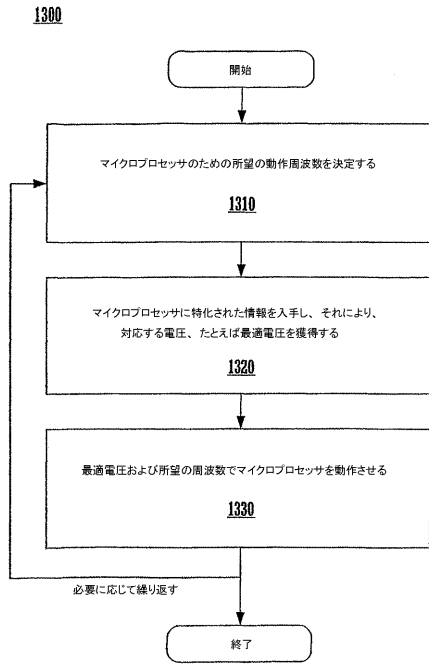 1300
開始
マイクロプロセッサのための所望の動作周波数を決定する
1310
マイクロプロセッサに特化された情報を入手し、それにより、
対応する電圧、たとえば最適電圧を獲得する
1320
最適電圧および所望の周波数でマイクロプロセッサを動作させる
1330
必要に応じて繰り返す
終了